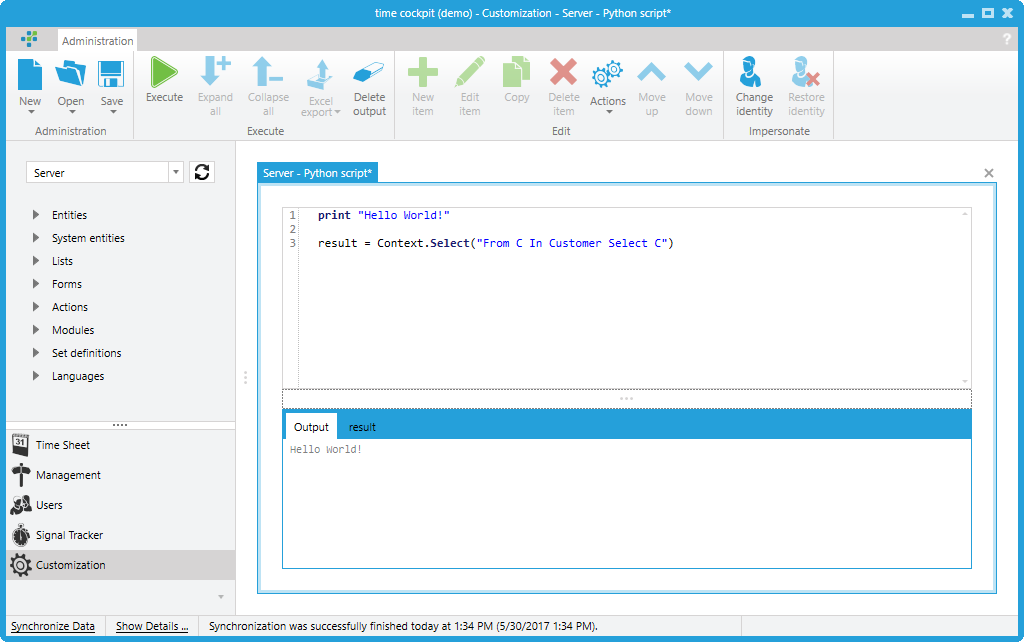 time cockpit (demo) - Customization - Server - Python script*
Administration
?
New
Open
Save
Administration
Execute
Expand all
Collapse all
Excel export
Delete output
Execute
New item
Edit item
Copy
Delete item
Actions
Move up
Move down
Edit
Change identity
Restore identity
Impersonate
Server
Entities
System entities
Lists
Forms
Actions
Modules
Set definitions
Languages
31
Time Sheet
Management
Users
Signal Tracker
Customization
Server - Python script*
1 print "Hello World!"
2
3 result = Context.Select("From C In Customer Select C")
Output result
Hello World!
Synchronize Data Show Details ... Synchronization was successfully finished today at 1:34 PM (5/30/2017 1:34 PM).